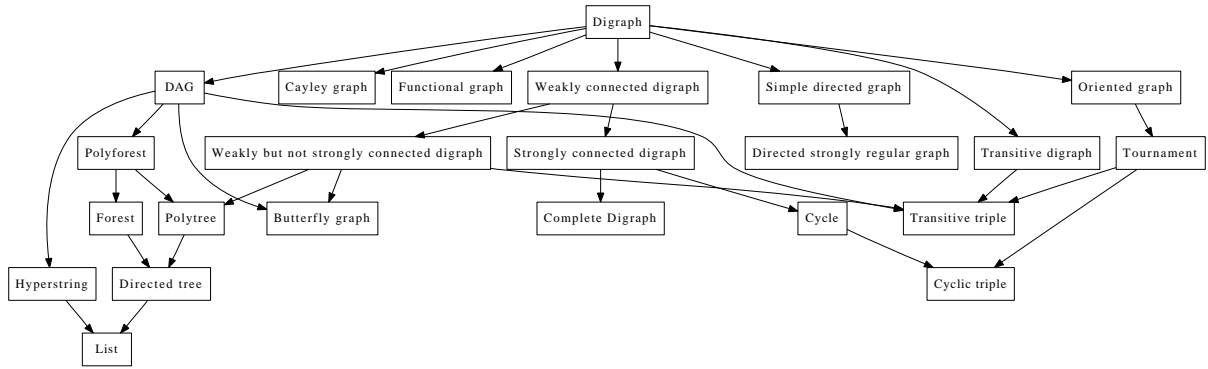 Digraph
DAG
Cayley graph
Functional graph
Weakly connected digraph
Simple directed graph
Oriented graph
Polyforest
Weakly but not strongly connected digraph
Strongly connected digraph
Directed strongly regular graph
Transitive digraph
Tournament
Forest
Polytree
Butterfly graph
Complete Digraph
Cycle
Transitive triple
Hyperstring
Directed tree
Cyclic triple
List